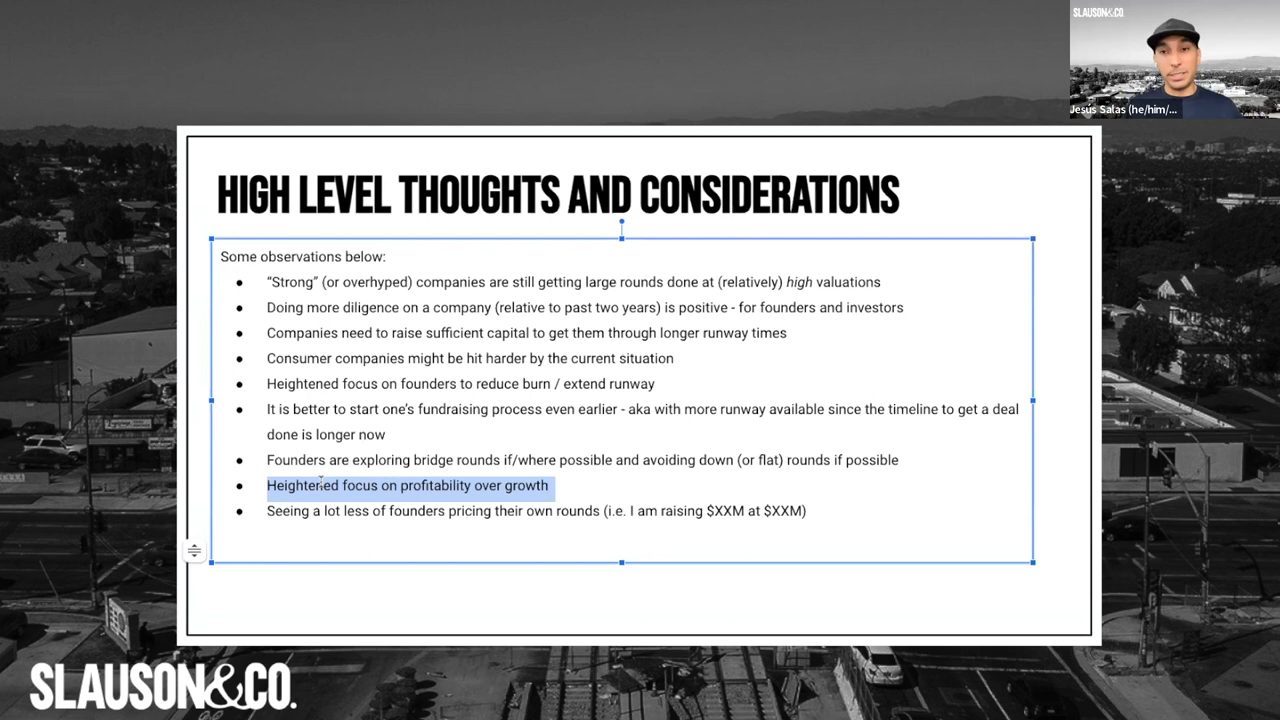 SLAUSON&CO.
Jesús Salas (he/him/...
HIGH LEVEL THOUGHTS AND CONSIDERATIONS
Some observations below:
● “Strong” (or overhyped) companies are still getting large rounds done at (relatively) high valuations
● Doing more diligence on a company (relative to past two years) is positive - for founders and investors
● Companies need to raise sufficient capital to get them through longer runway times
● Consumer companies might be hit harder by the current situation
● Heightened focus on founders to reduce burn / extend runway
● It is better to start one’s fundraising process even earlier - aka with more runway available since the timeline to get a deal
done is longer now
● Founders are exploring bridge rounds if/where possible and avoiding down (or flat) rounds if possible
● Heightened focus on profitability over growth
● Seeing a lot less of founders pricing their own rounds (i.e. I am raising $XXM at $XXM)
SLAUSON&CO.